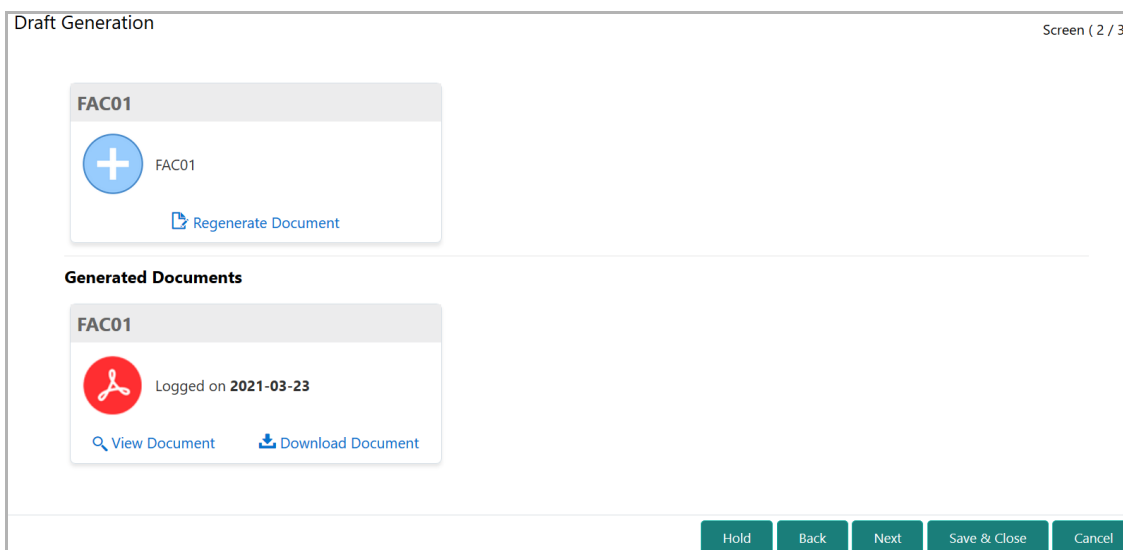 Draft Generation
Screen ( 2 / 3
FAC01
FAC01
Regenerate Document
Generated Documents
FAC01
Logged on 2021-03-23
View Document Download Document
Hold Back Next Save & Close Cancel